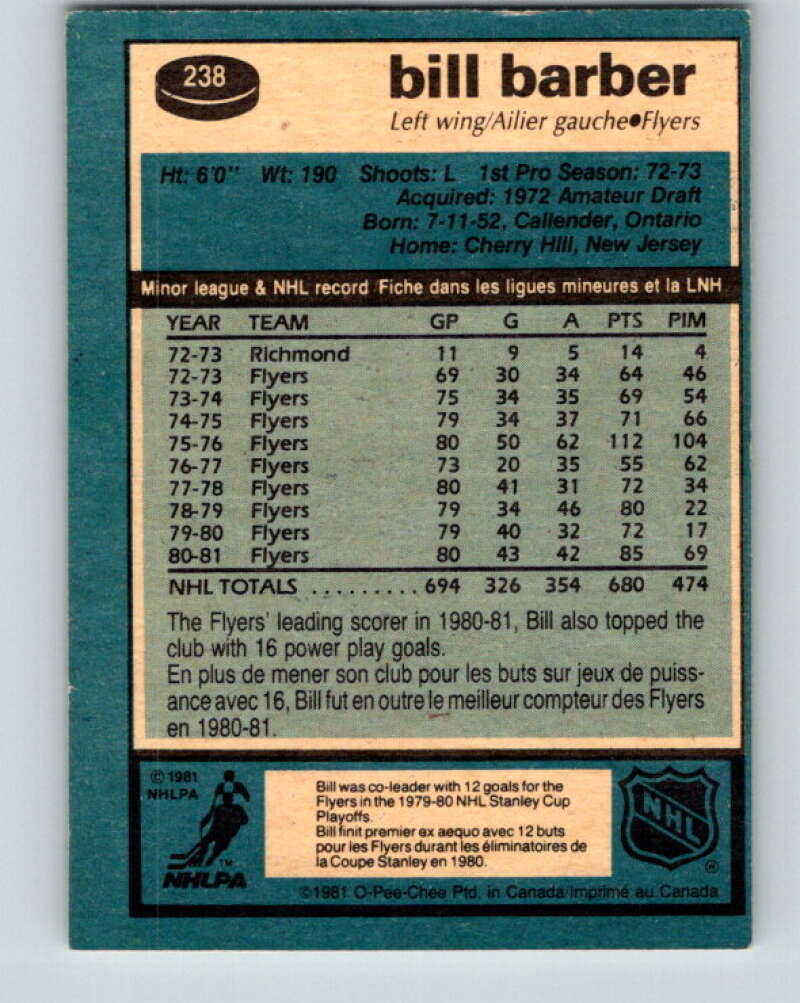 238
bill barber
Left wing/Ailier gauche●Flyers
Ht: 6'0" Wt: 190 Shoots: L 1st Pro Season: 72-73
Acquired: 1972 Amateur Draft
Born: 7-11-52, Callender, Ontario
Home: Cherry Hill, New Jersey
Minor league & NHL record Fiche dans les ligues mineures et la LNH
YEAR TEAM GP G A PTS PIM
72-73 Richmond 11 9 5 14 4
72-73 Flyers 69 30 34 64 46
73-74 Flyers 75 34 35 69 54
74-75 Flyers 79 34 37 71 66
75-76 Flyers 80 50 62 112 104
76-77 Flyers 73 20 35 55 62
77-78 Flyers 80 41 31 72 34
78-79 Flyers 79 34 46 80 22
79-80 Flyers 79 40 32 72 17
80-81 Flyers 80 43 42 85 69
NHL TOTALS ......... 694 326 354 680 474
The Flyers' leading scorer in 1980-81, Bill also topped the
club with 16 power play goals.
En plus de mener son club pour les buts sur jeux de puiss-
ance avec 16, Bill fut en outre le meilleur compteur des Flyers
en 1980-81.
© 1981
NHLPA
TM
NHLPA
Bill was co-leader with 12 goals for the
Flyers in the 1979-80 NHL Stanley Cup
Playoffs.
Bill finit premier ex aequo avec 12 buts
pour les Flyers durant les éliminatoires de
la Coupe Stanley en 1980.
NHL
®
©1981 O-Pee-Chee Ptd. in Canada/Imprimé au Canada